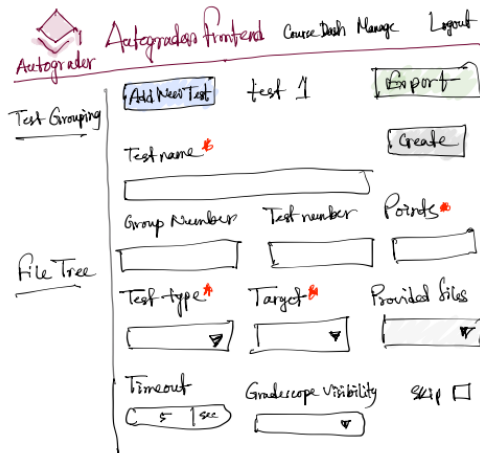 Autograder Frontend Course Dash Manage Logout
Autograder
Add New Test test 1 Export
Test Grouping
Create
Test name *
Group Number Test number Points *
File Tree
Test type * Target * Provided files
Timeout Gradescope Visibility skip
5 sec